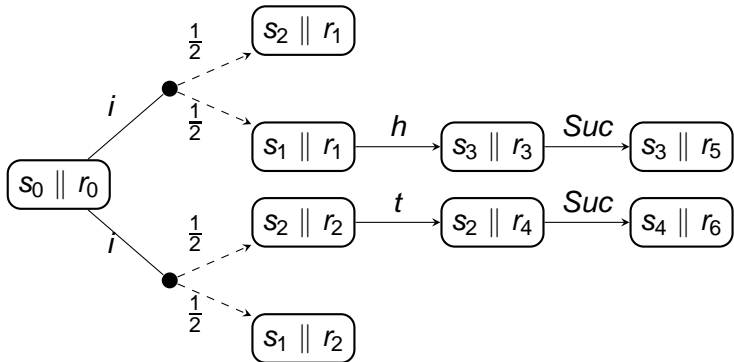 1/2
s₂ ∥ r₁
i
1/2
s₁ ∥ r₁
h
s₃ ∥ r₃
Suc
s₃ ∥ r₅
s₀ ∥ r₀
i
1/2
s₂ ∥ r₂
t
s₂ ∥ r₄
Suc
s₄ ∥ r₆
1/2
s₁ ∥ r₂